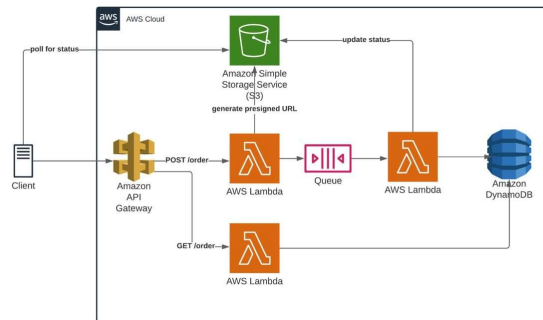 aws
AWS Cloud
poll for status
update status
Amazon Simple
Storage Service
(S3)
generate presigned URL
POST /order
Client
Amazon
API
Gateway
AWS Lambda
Queue
AWS Lambda
Amazon
DynamoDB
GET /order
AWS Lambda